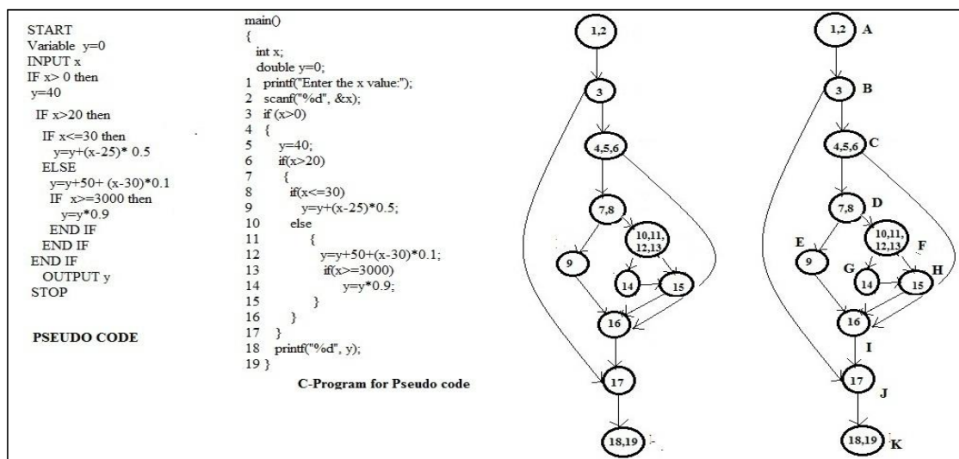 START
Variable y=0
INPUT x
IF x> 0 then
y=40
IF x>20 then
IF x<=30 then
y=y+(x-25)* 0.5
ELSE
y=y+50+ (x-30)*0.1
IF x>=3000 then
y=y*0.9
END IF
END IF
END IF
OUTPUT y
STOP
PSEUDO CODE
main()
{
int x;
double y=0;
1 printf("Enter the x value:");
2 scanf("%d", &x);
3 if (x>0)
4 {
5 y=40;
6 if(x>20)
7 {
8 if(x<=30)
9 y=y+(x-25)*0.5;
10 else
11 {
12 y=y+50+(x-30)*0.1;
13 if(x>=3000)
14 y=y*0.9;
15 }
16 }
17 }
18 printf("%d", y);
19 }
C-Program for Pseudo code
1,2
3
4,5,6
7,8
10,11,
12,13
9
14
15
16
17
18,19
1,2 A
3 B
4,5,6 C
D
7,8
E
10,11,
12,13
F
9
G
H
14
15
16
I
17
J
18,19 K